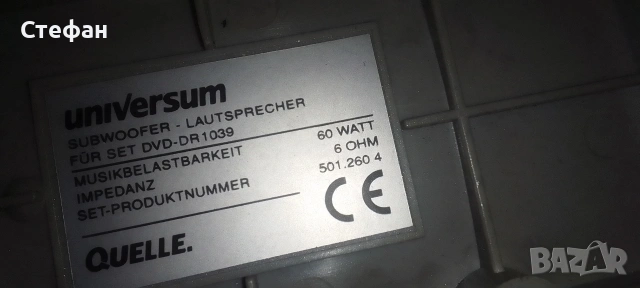 Стефан
universum
SUBWOOFER - LAUTSPRECHER
FÜR SET DVD-DR1039
MUSIKBELASTBARKEIT 60 WATT
IMPEDANZ 6 OHM
SET-PRODUKTNUMMER 501.260 4
QUELLE.
CE
BAZAR